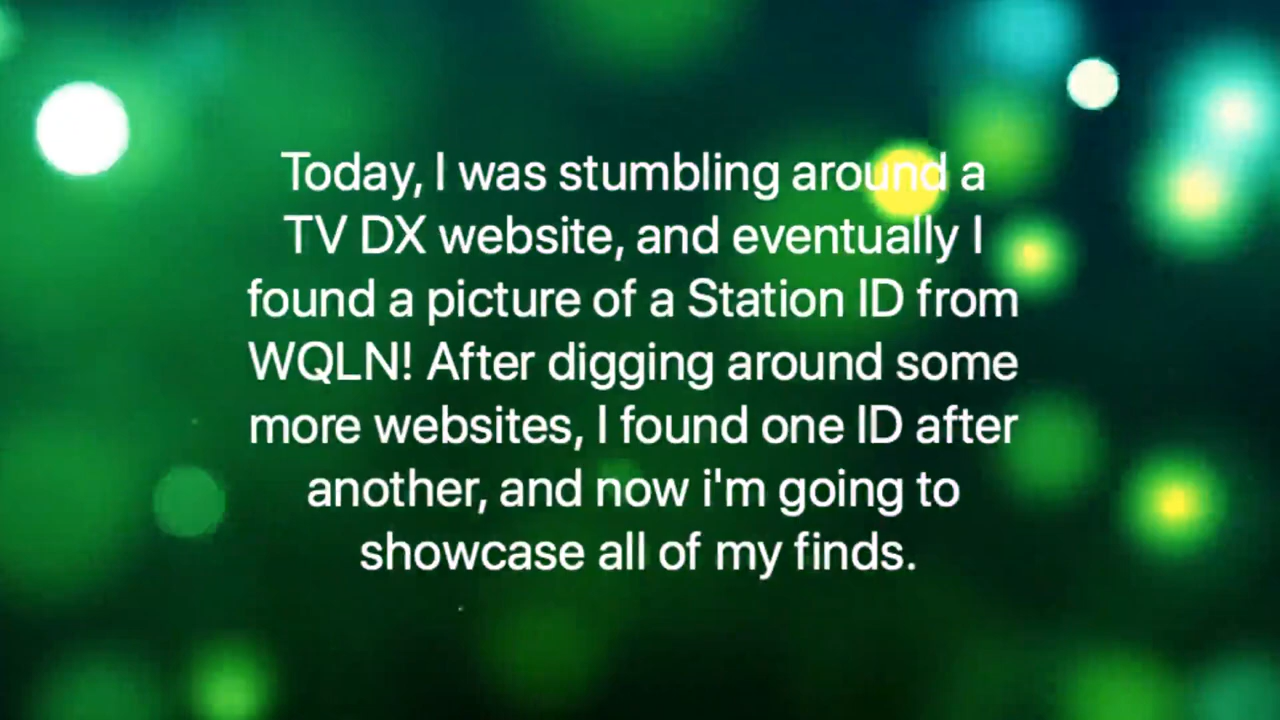 Today, I was stumbling around a
TV DX website, and eventually I
found a picture of a Station ID from
WQLN! After digging around some
more websites, I found one ID after
another, and now i'm going to
showcase all of my finds.